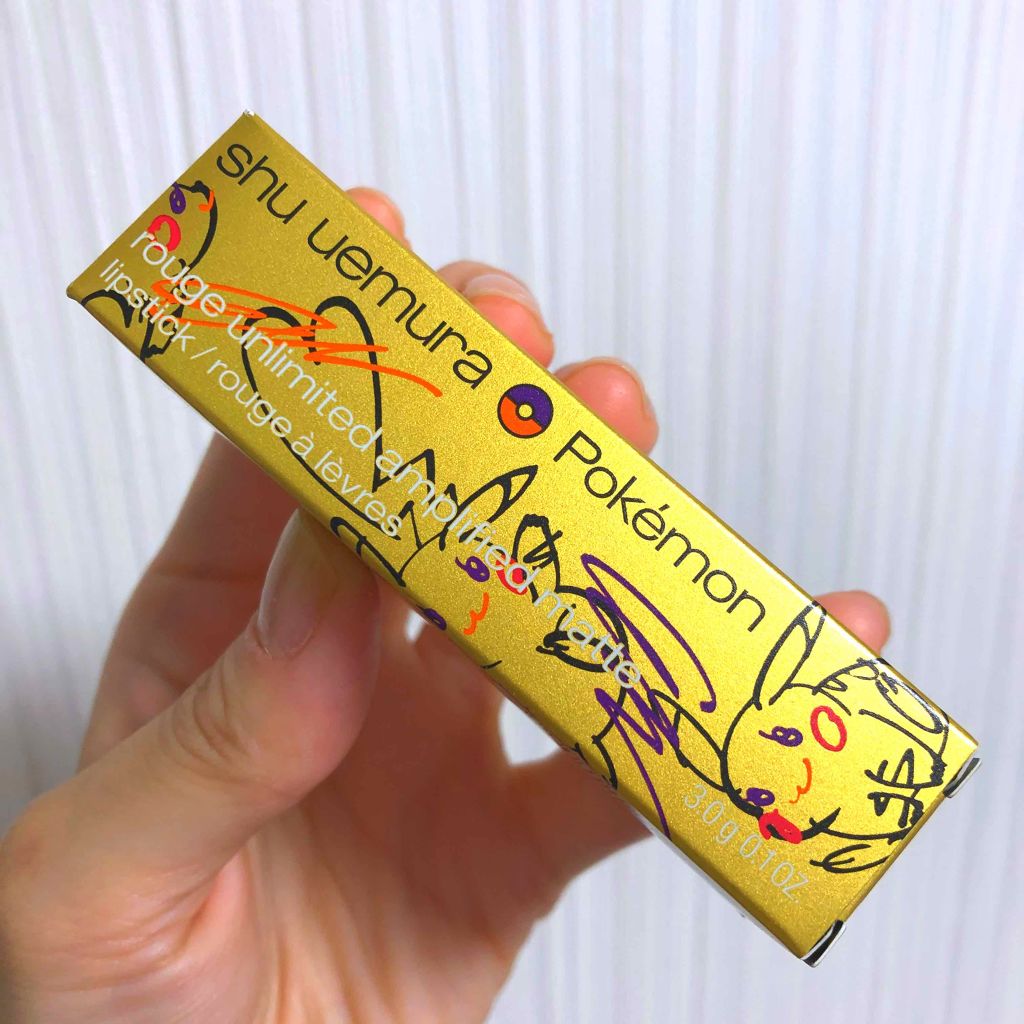 shu uemura Pokémon
rouge unlimited amplified matte
lipstick / rouge à lèvres
3.0 g 0.1 OZ.